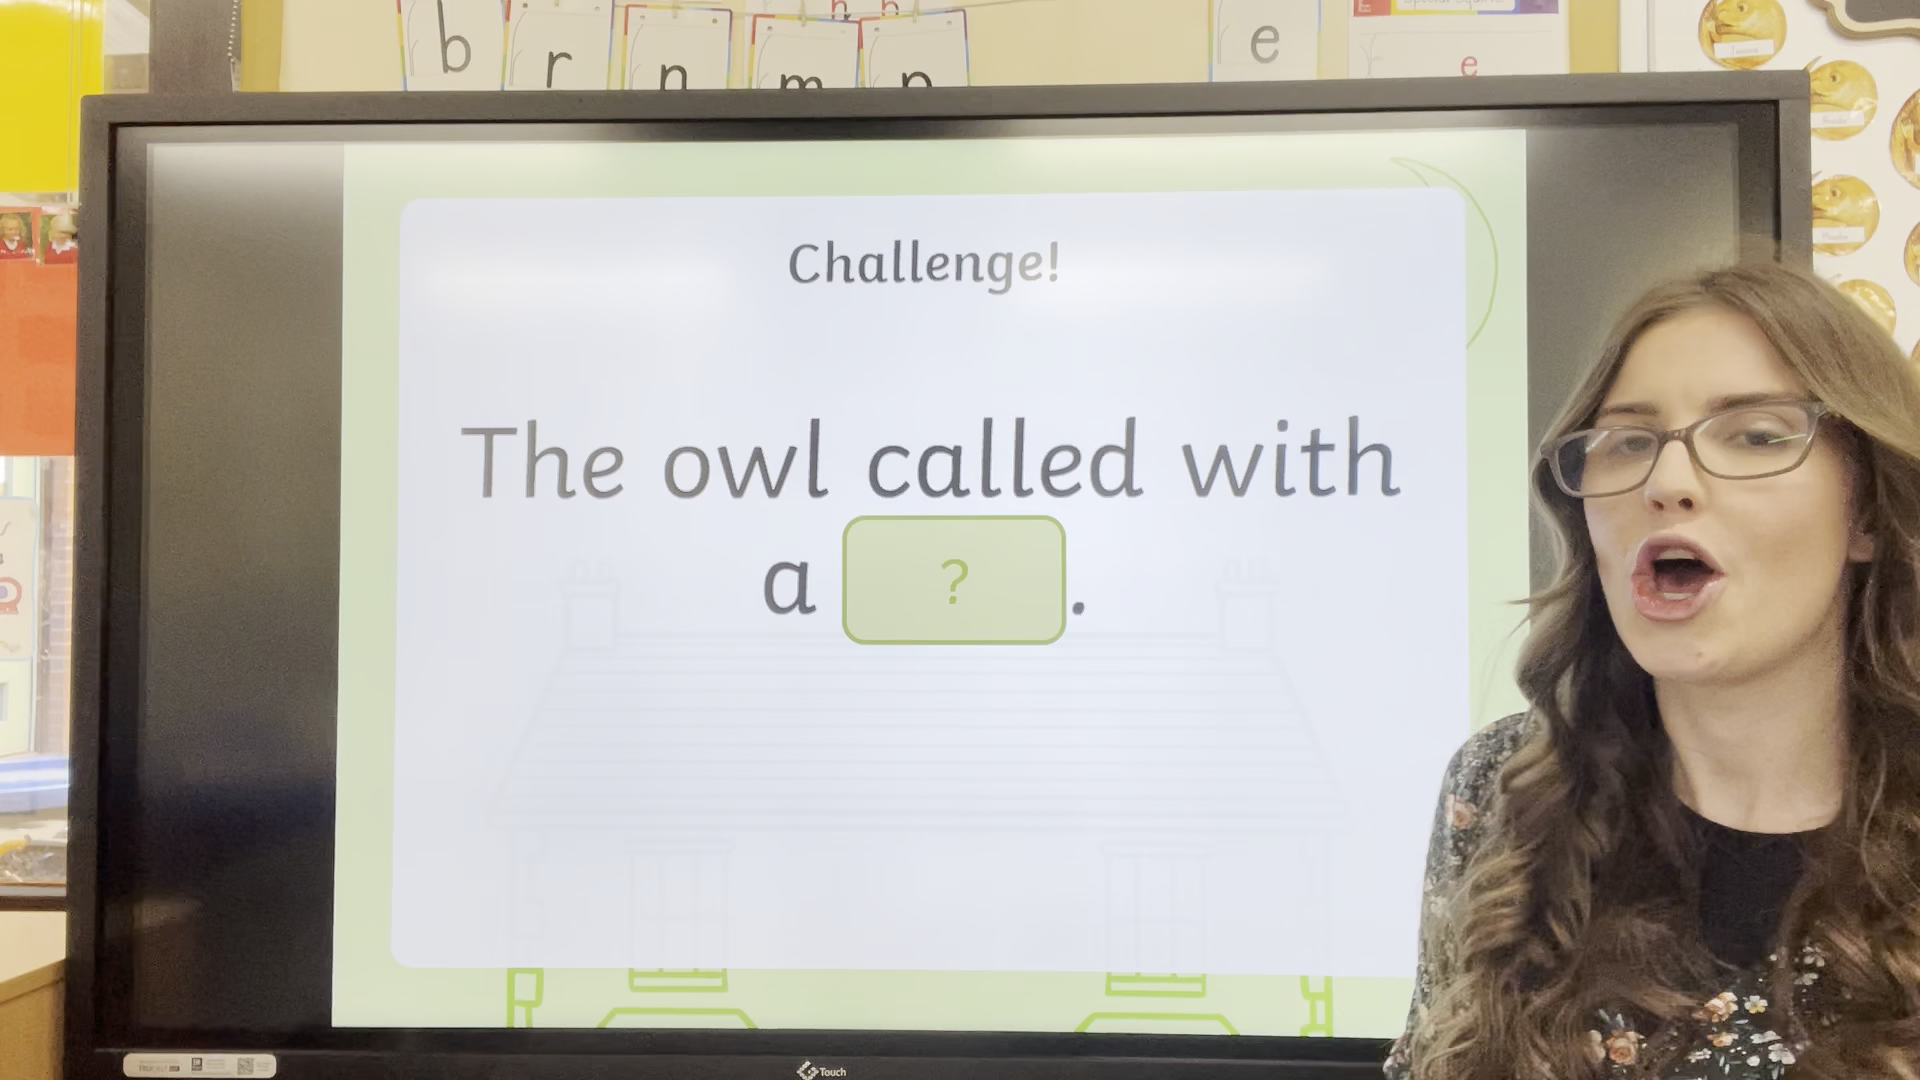 b r n m p
e
e
Challenge!
The owl called with
a ? .
Touch